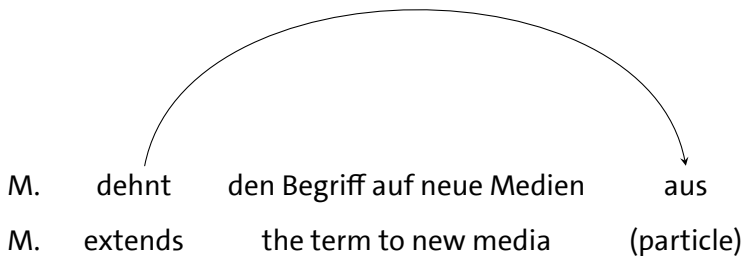 M. dehnt den Begriff auf neue Medien aus
M. extends the term to new media (particle)